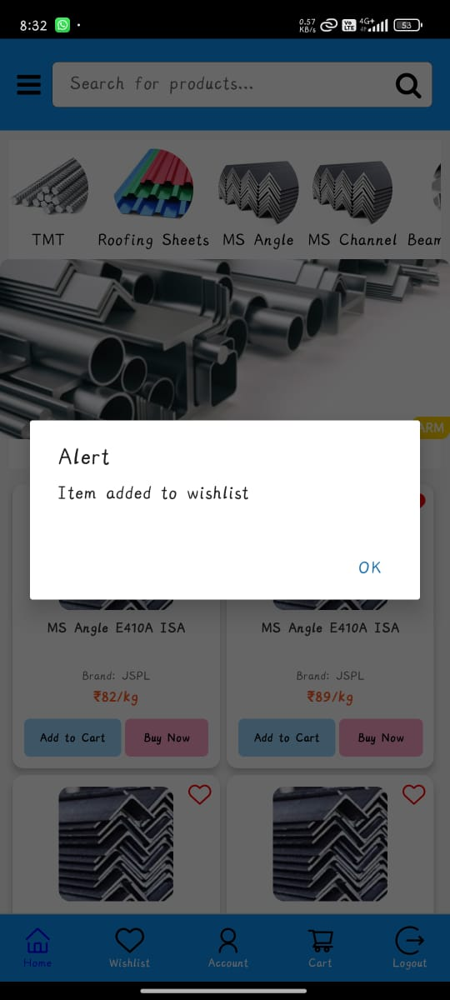 8:32
0.57
KB/s
Vo
LTE
4G+
53
Search for products...
TMT
Roofing Sheets
MS Angle
MS Channel
Beam
ARM
Alert
Item added to wishlist
OK
MS Angle E410A ISA
MS Angle E410A ISA
Brand: JSPL
Brand: JSPL
₹82/kg
₹89/kg
Add to Cart
Buy Now
Add to Cart
Buy Now
Home
Wishlist
Account
Cart
Logout